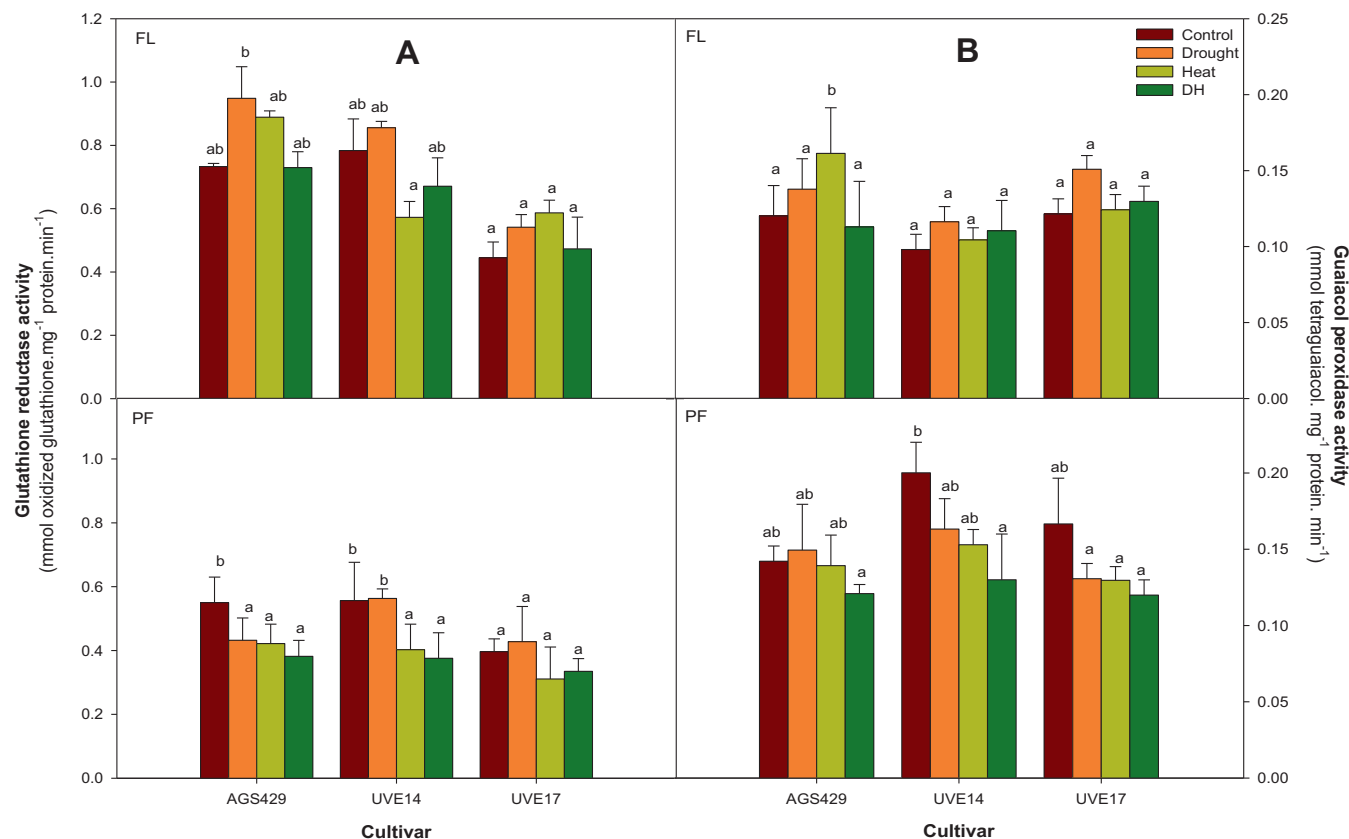 1.2
1.0
0.8
0.6
0.4
0.2
0.0
1.0
0.8
0.6
0.4
0.2
0.0
Glutathione reductase activity
(mmol oxidized glutathione.mg⁻¹ protein.min⁻¹)
FL
A
b
ab
ab
ab
ab
ab
ab
a
a
a
a
a
FL
B
Control
Drought
Heat
DH
b
a
a
a
a
a
a
a
a
a
a
a
PF
b
a
a
a
b
b
a
a
a
a
a
a
PF
ab
ab
ab
a
b
ab
ab
a
ab
a
a
a
0.25
0.20
0.15
0.10
0.05
0.00
0.20
0.15
0.10
0.05
0.00
Guaiacol peroxidase activity
(mmol tetraguaiacol. mg⁻¹ protein. min⁻¹)
AGS429 UVE14 UVE17
Cultivar
AGS429 UVE14 UVE17
Cultivar